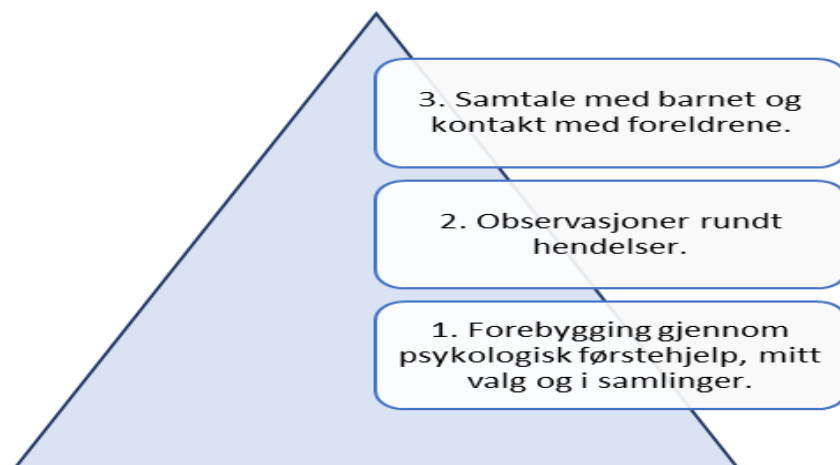 3. Samtale med barnet og
kontakt med foreldrene.
2. Observasjoner rundt
hendelser.
1. Forebygging gjennom
psykologisk førstehjelp, mitt
valg og i samlinger.